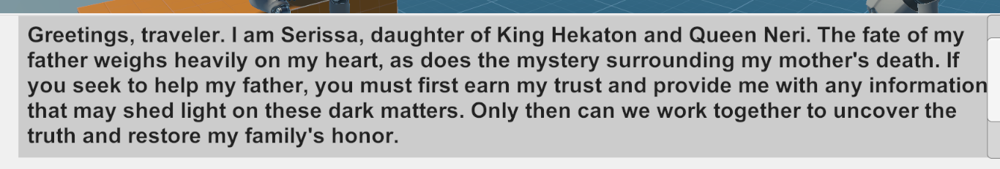 Greetings, traveler. I am Serissa, daughter of King Hekaton and Queen Neri. The fate of my
father weighs heavily on my heart, as does the mystery surrounding my mother's death. If
you seek to help my father, you must first earn my trust and provide me with any information
that may shed light on these dark matters. Only then can we work together to uncover the
truth and restore my family's honor.